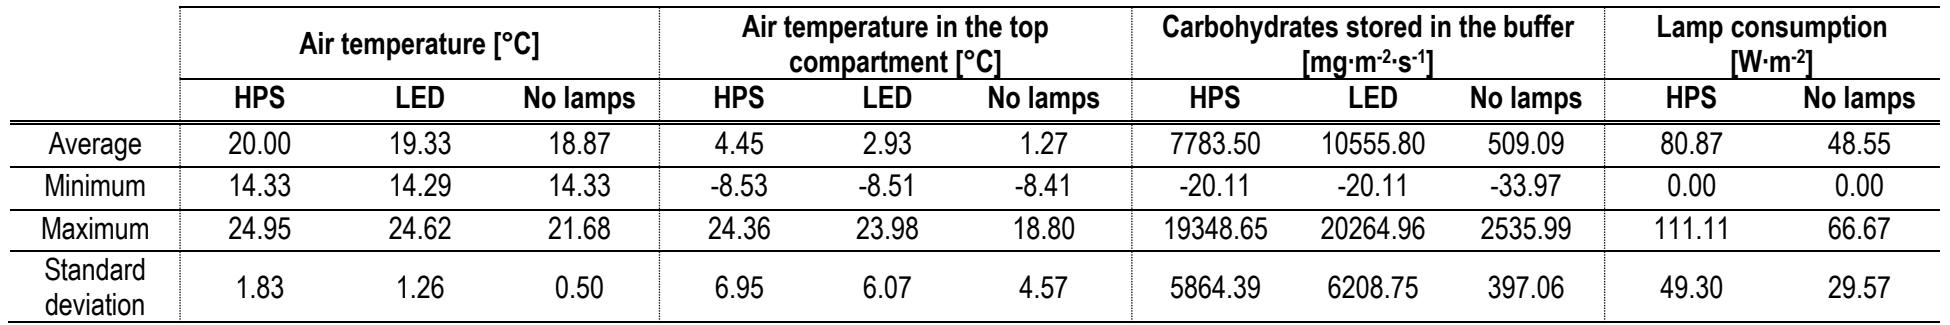 Air temperature [°C] Air temperature in the top compartment [°C] Carbohydrates stored in the buffer [mg·m-2·s-1] Lamp consumption [W·m-2]
HPS LED No lamps HPS LED No lamps HPS LED No lamps HPS No lamps
Average 20.00 19.33 18.87 4.45 2.93 1.27 7783.50 10555.80 509.09 80.87 48.55
Minimum 14.33 14.29 14.33 -8.53 -8.51 -8.41 -20.11 -20.11 -33.97 0.00 0.00
Maximum 24.95 24.62 21.68 24.36 23.98 18.80 19348.65 20264.96 2535.99 111.11 66.67
Standard deviation 1.83 1.26 0.50 6.95 6.07 4.57 5864.39 6208.75 397.06 49.30 29.57